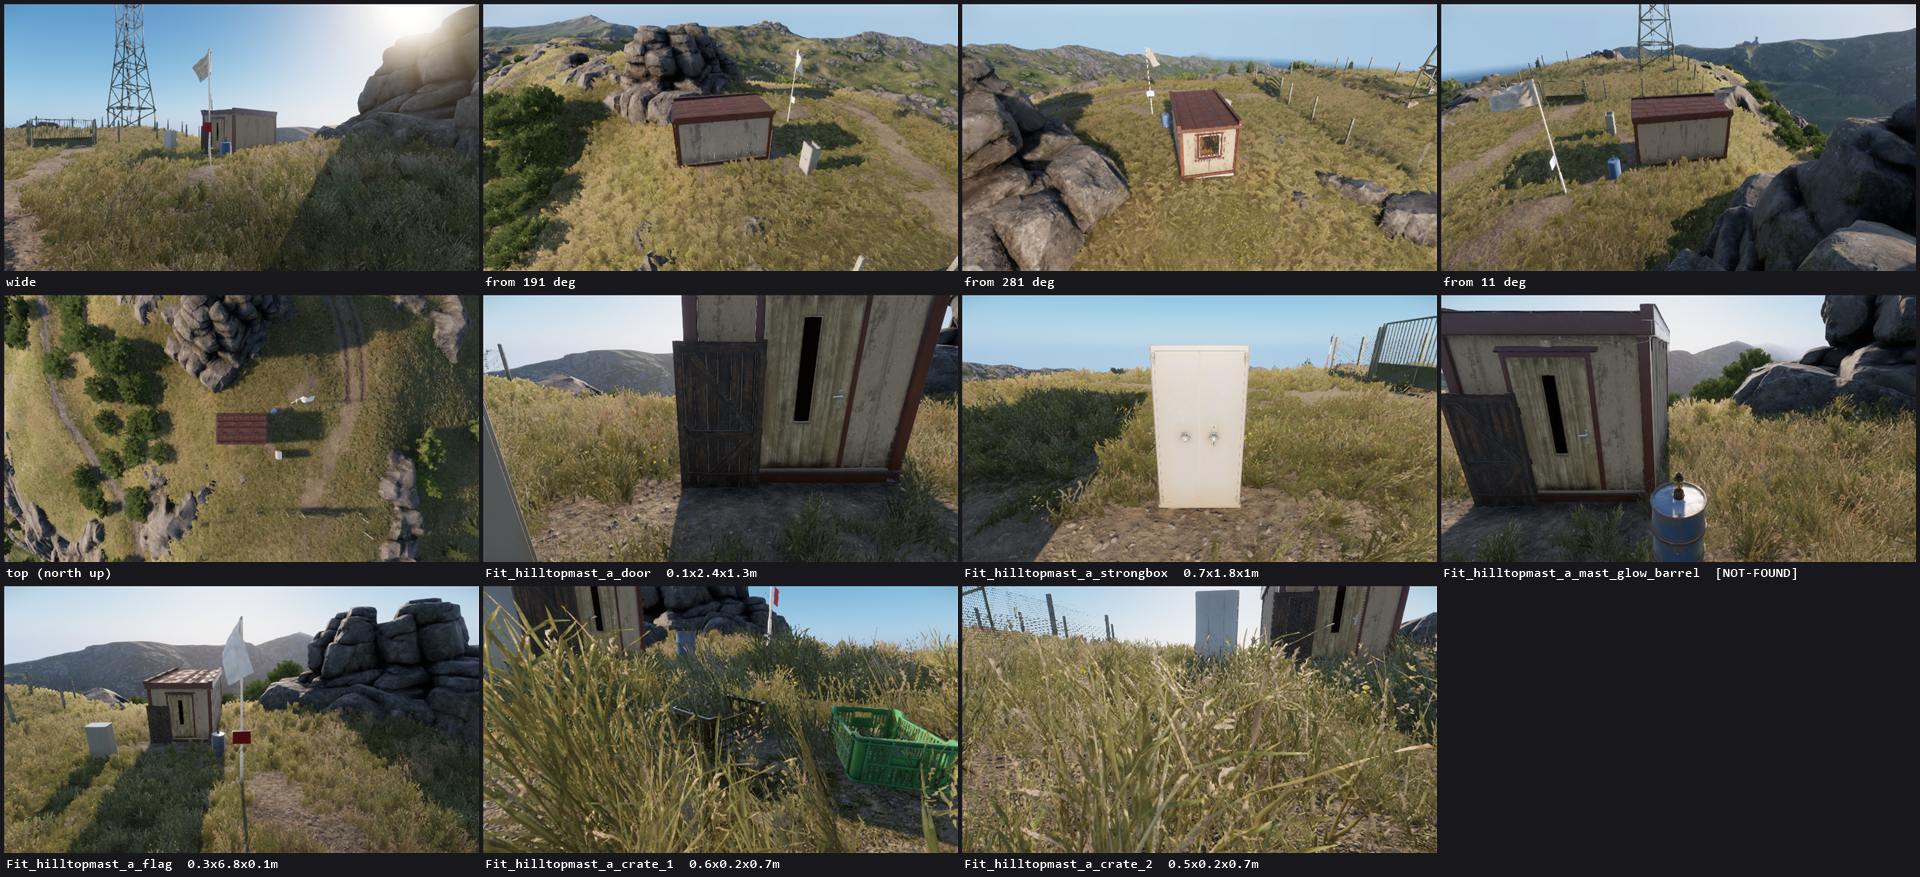 wide
from 191 deg
from 281 deg
from 11 deg
top (north up)
Fit_hilltopmast_a_door  0.1x2.4x1.3m
Fit_hilltopmast_a_strongbox  0.7x1.8x1m
Fit_hilltopmast_a_mast_glow_barrel  [NOT-FOUND]
Fit_hilltopmast_a_flag  0.3x6.8x0.1m
Fit_hilltopmast_a_crate_1  0.6x0.2x0.7m
Fit_hilltopmast_a_crate_2  0.5x0.2x0.7m